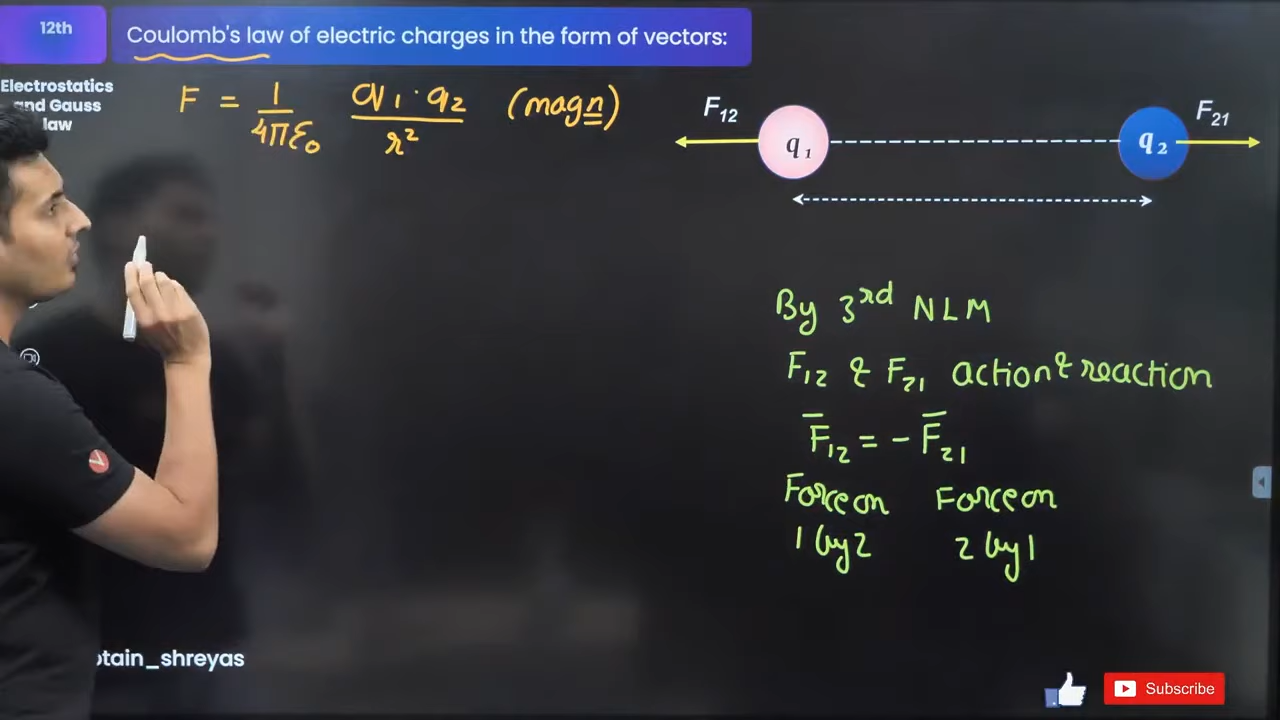 12th
Coulomb's law of electric charges in the form of vectors:
Electrostatics
and Gauss
law
F = 1/4πε₀ q₁·q₂/r² (magn)
F₁₂
q₁
q₂
F₂₁
By 3rd NLM
F₁₂ & F₂₁ action & reaction
F̄₁₂ = - F̄₂₁
Force on Force on
1 by 2 2 by 1
tain_shreyas
Subscribe